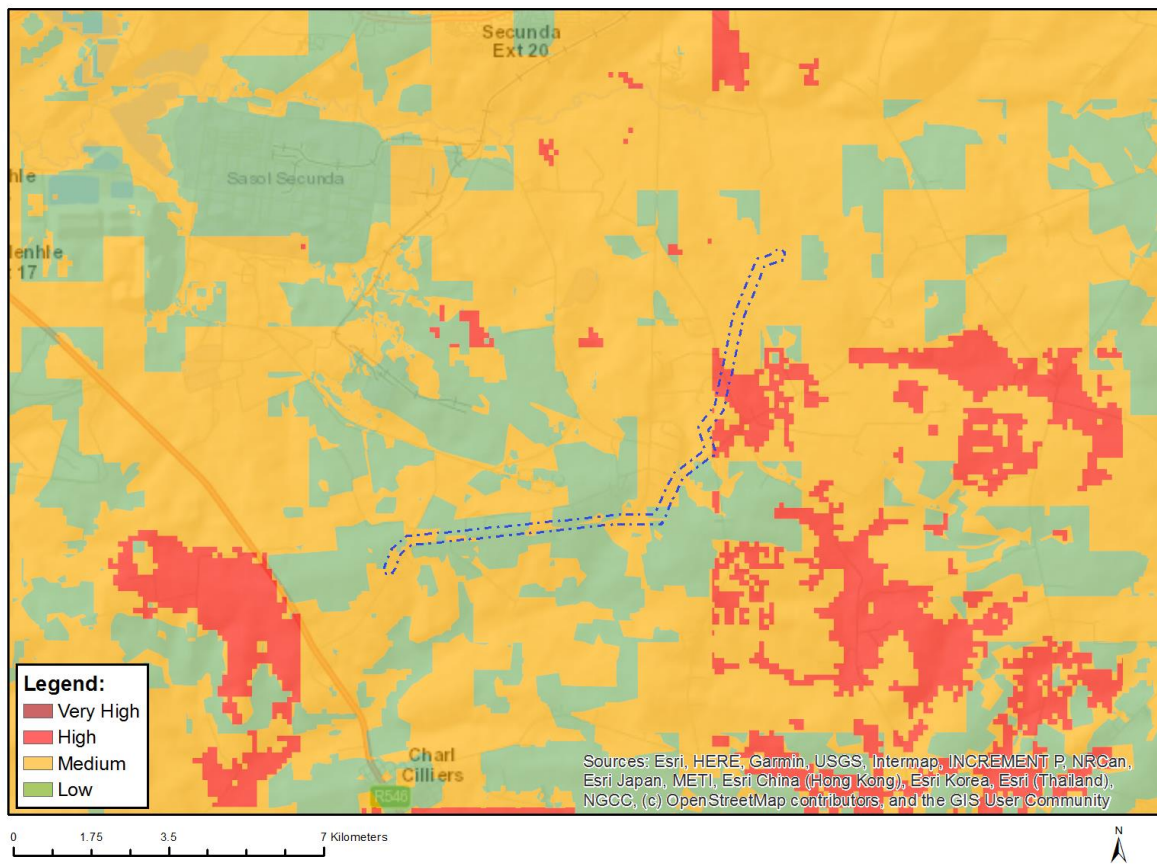 Secunda
Ext 20
Sasol Secunda
hle
lenhle
17
Charl
Cilliers
R546
Legend:
Very High
High
Medium
Low
Sources: Esri, HERE, Garmin, USGS, Intermap, INCREMENT P, NRCan,
Esri Japan, METI, Esri China (Hong Kong), Esri Korea, Esri (Thailand),
NGCC, (c) OpenStreetMap contributors, and the GIS User Community
0 1.75 3.5 7 Kilometers
N